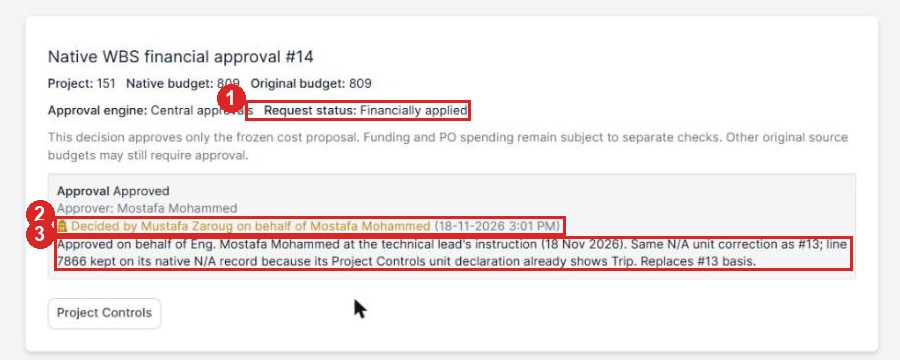 Native WBS financial approval #14
Project: 151 Native budget: 809 Original budget: 809
1
Approval engine: Central approvals Request status: Financially applied
This decision approves only the frozen cost proposal. Funding and PO spending remain subject to separate checks. Other original source
budgets may still require approval.
Approval Approved
Approver: Mostafa Mohammed
2
Decided by Mustafa Zaroug on behalf of Mostafa Mohammed (18-11-2026 3:01 PM)
3
Approved on behalf of Eng. Mostafa Mohammed at the technical lead's instruction (18 Nov 2026). Same N/A unit correction as #13; line
7866 kept on its native N/A record because its Project Controls unit declaration already shows Trip. Replaces #13 basis.
Project Controls